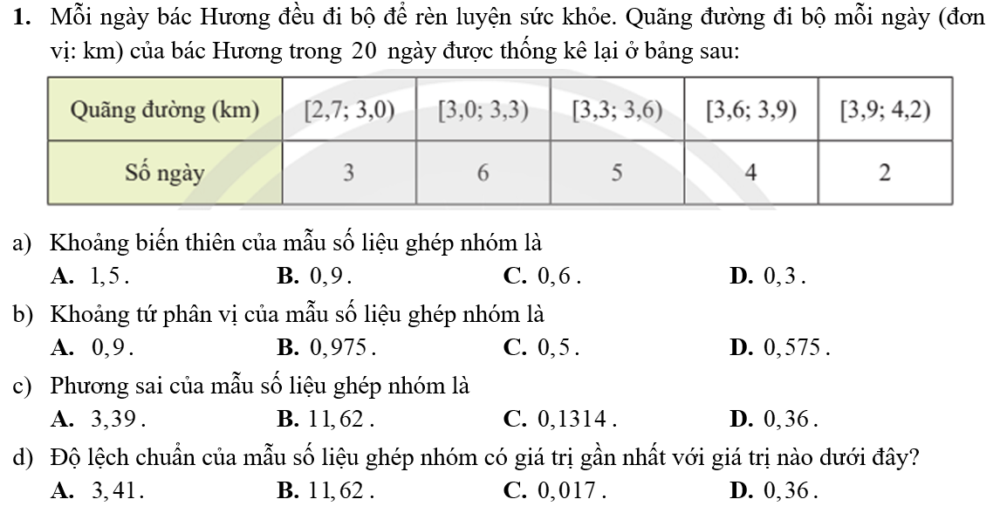 1. Mỗi ngày bác Hương đều đi bộ để rèn luyện sức khỏe. Quãng đường đi bộ mỗi ngày (đơn
vị: km) của bác Hương trong 20 ngày được thống kê lại ở bảng sau:
Quãng đường (km) [2,7; 3,0) [3,0; 3,3) [3,3; 3,6) [3,6; 3,9) [3,9; 4,2)
Số ngày 3 6 5 4 2
a) Khoảng biến thiên của mẫu số liệu ghép nhóm là
A. 1,5. B. 0,9. C. 0,6. D. 0,3.
b) Khoảng tứ phân vị của mẫu số liệu ghép nhóm là
A. 0,9. B. 0,975. C. 0,5. D. 0,575.
c) Phương sai của mẫu số liệu ghép nhóm là
A. 3,39. B. 11,62. C. 0,1314. D. 0,36.
d) Độ lệch chuẩn của mẫu số liệu ghép nhóm có giá trị gần nhất với giá trị nào dưới đây?
A. 3,41. B. 11,62. C. 0,017. D. 0,36.